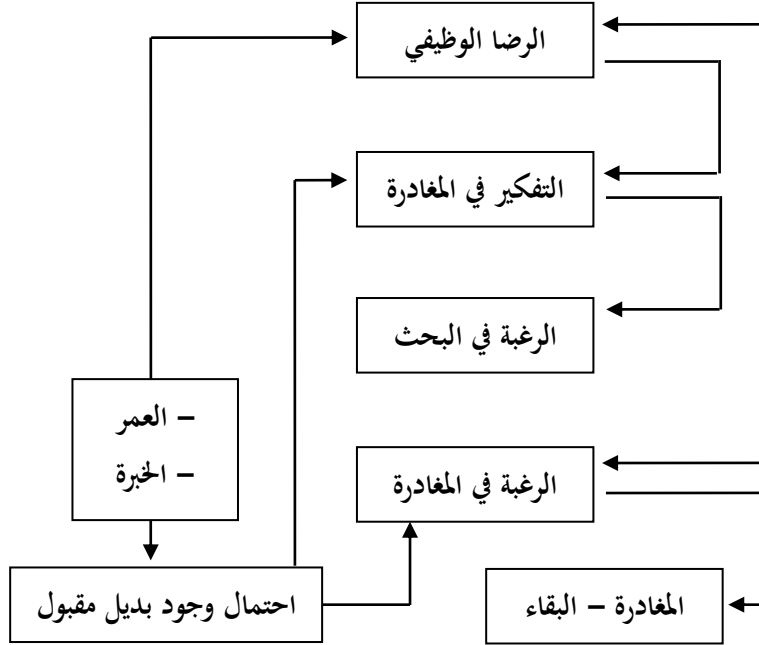 الرضا الوظيفي
التفكير في المغادرة
الرغبة في البحث
– العمر
– الخبرة
الرغبة في المغادرة
احتمال وجود بديل مقبول
المغادرة – البقاء